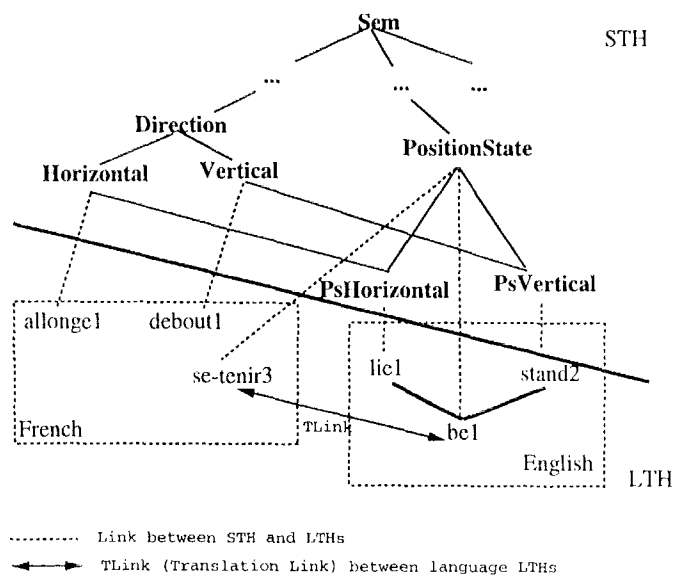 Sem
STH
... ... ...
Direction
PositionState
Horizontal Vertical
PsHorizontal PsVertical
allonge1 debout1
lie1 stand2
se-tenir3
TLink
be1
French
English
LTH
Link between STH and LTHs
TLink (Translation Link) between language LTHs